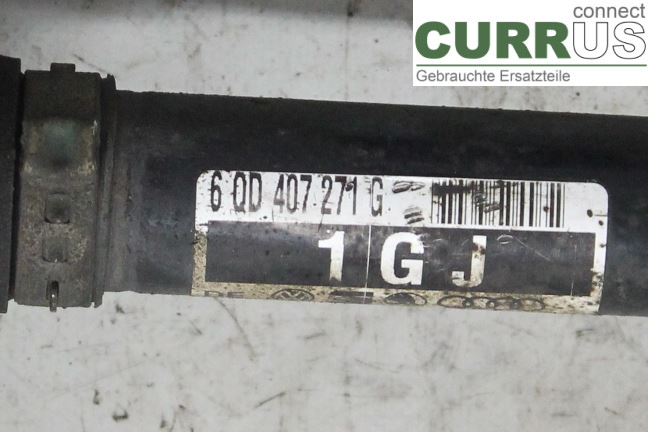 connect
CURRUS
Gebrauchte Ersatzteile
6 QD 407 271 G
1 G J